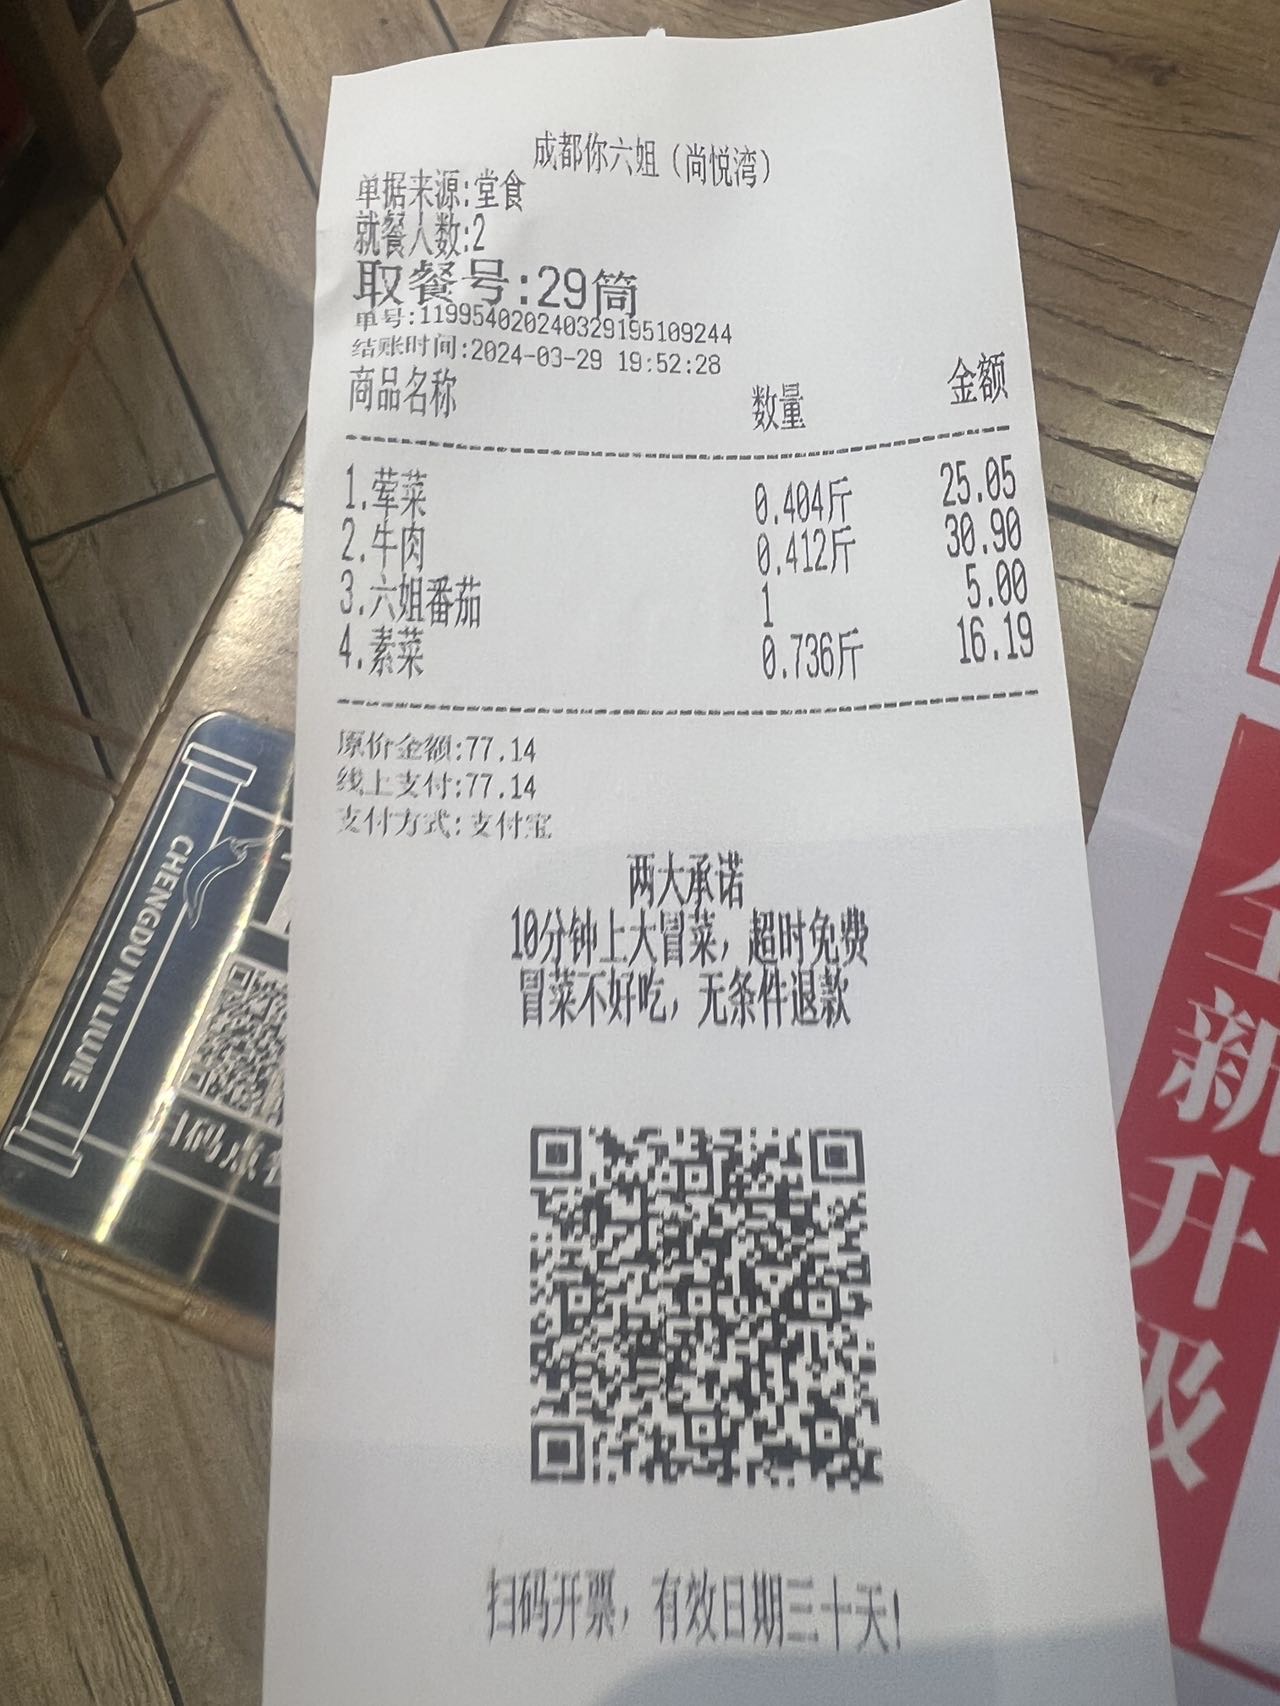 成都你六姐(尚悦湾)
单据来源:堂食
就餐人数:2
取餐号:29筒
单号:119954020240329195109244
结账时间:2024-03-29 19:52:28
商品名称 数量 金额
1.荤菜 0.404斤 25.05
2.牛肉 0.412斤 30.90
3.六姐番茄 1 5.00
4.素菜 0.736斤 16.19
原价金额:77.14
线上支付:77.14
支付方式:支付宝
两大承诺
10分钟上大冒菜，超时免费
冒菜不好吃，无条件退款
扫码开票，有效日期三十天!
CHENGDU NI LIUJIE
扫码点餐
全新升级